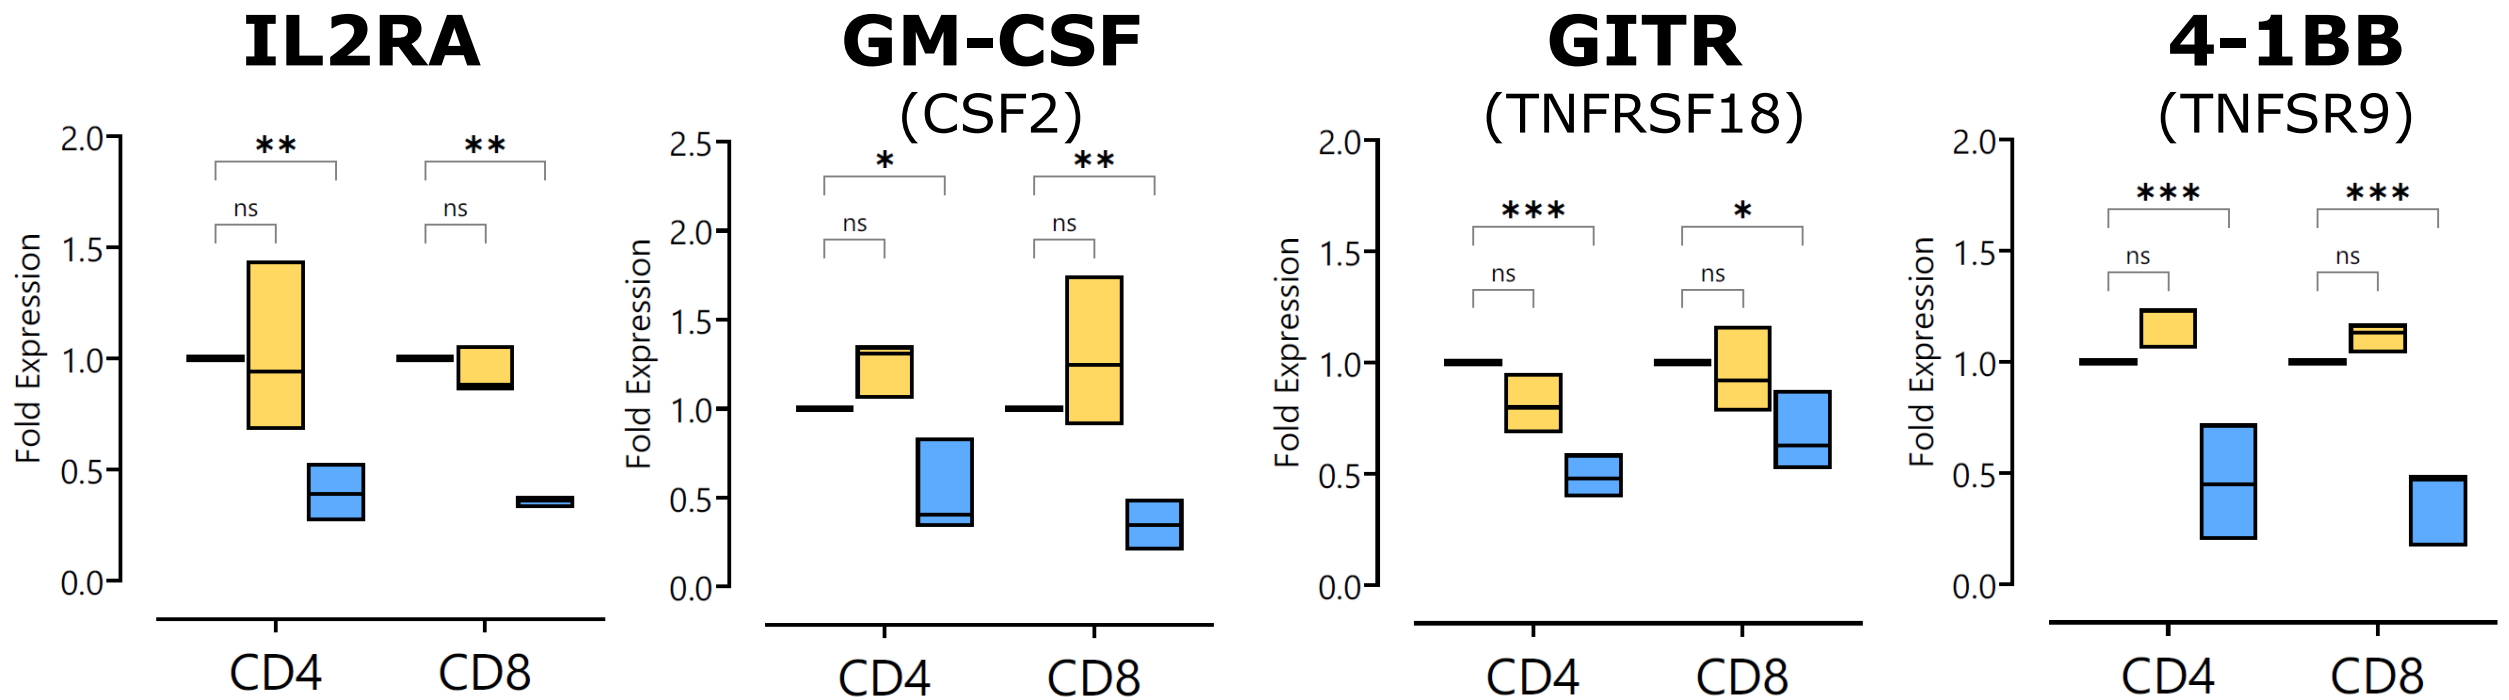 IL2RA
2.0
1.5
1.0
0.5
0.0
Fold Expression
**
ns
**
ns
CD4
CD8
GM-CSF
(CSF2)
2.5
2.0
1.5
1.0
0.5
0.0
Fold Expression
*
ns
**
ns
CD4
CD8
GITR
(TNFRSF18)
2.0
1.5
1.0
0.5
0.0
Fold Expression
***
ns
*
ns
CD4
CD8
4-1BB
(TNFSR9)
2.0
1.5
1.0
0.5
0.0
Fold Expression
***
ns
***
ns
CD4
CD8